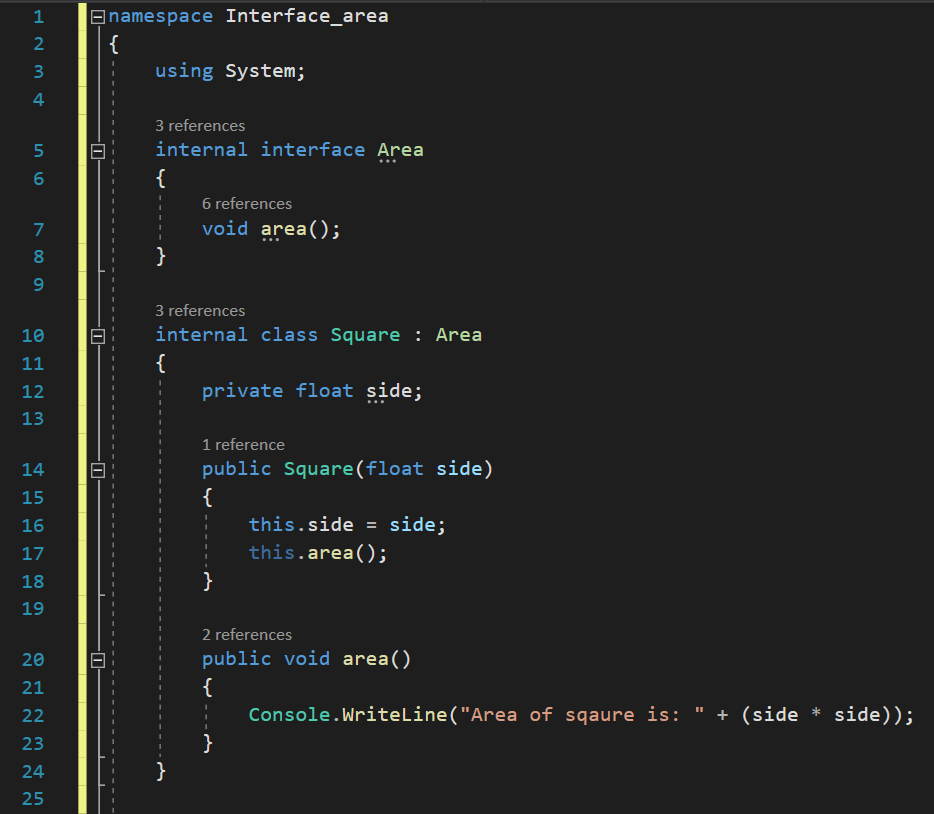 1 namespace Interface_area
2 {
3 using System;
4
3 references
5 internal interface Area
6 {
6 references
7 void area();
8 }
9
3 references
10 internal class Square : Area
11 {
12 private float side;
13
1 reference
14 public Square(float side)
15 {
16 this.side = side;
17 this.area();
18 }
19
2 references
20 public void area()
21 {
22 Console.WriteLine("Area of sqaure is: " + (side * side));
23 }
24 }
25